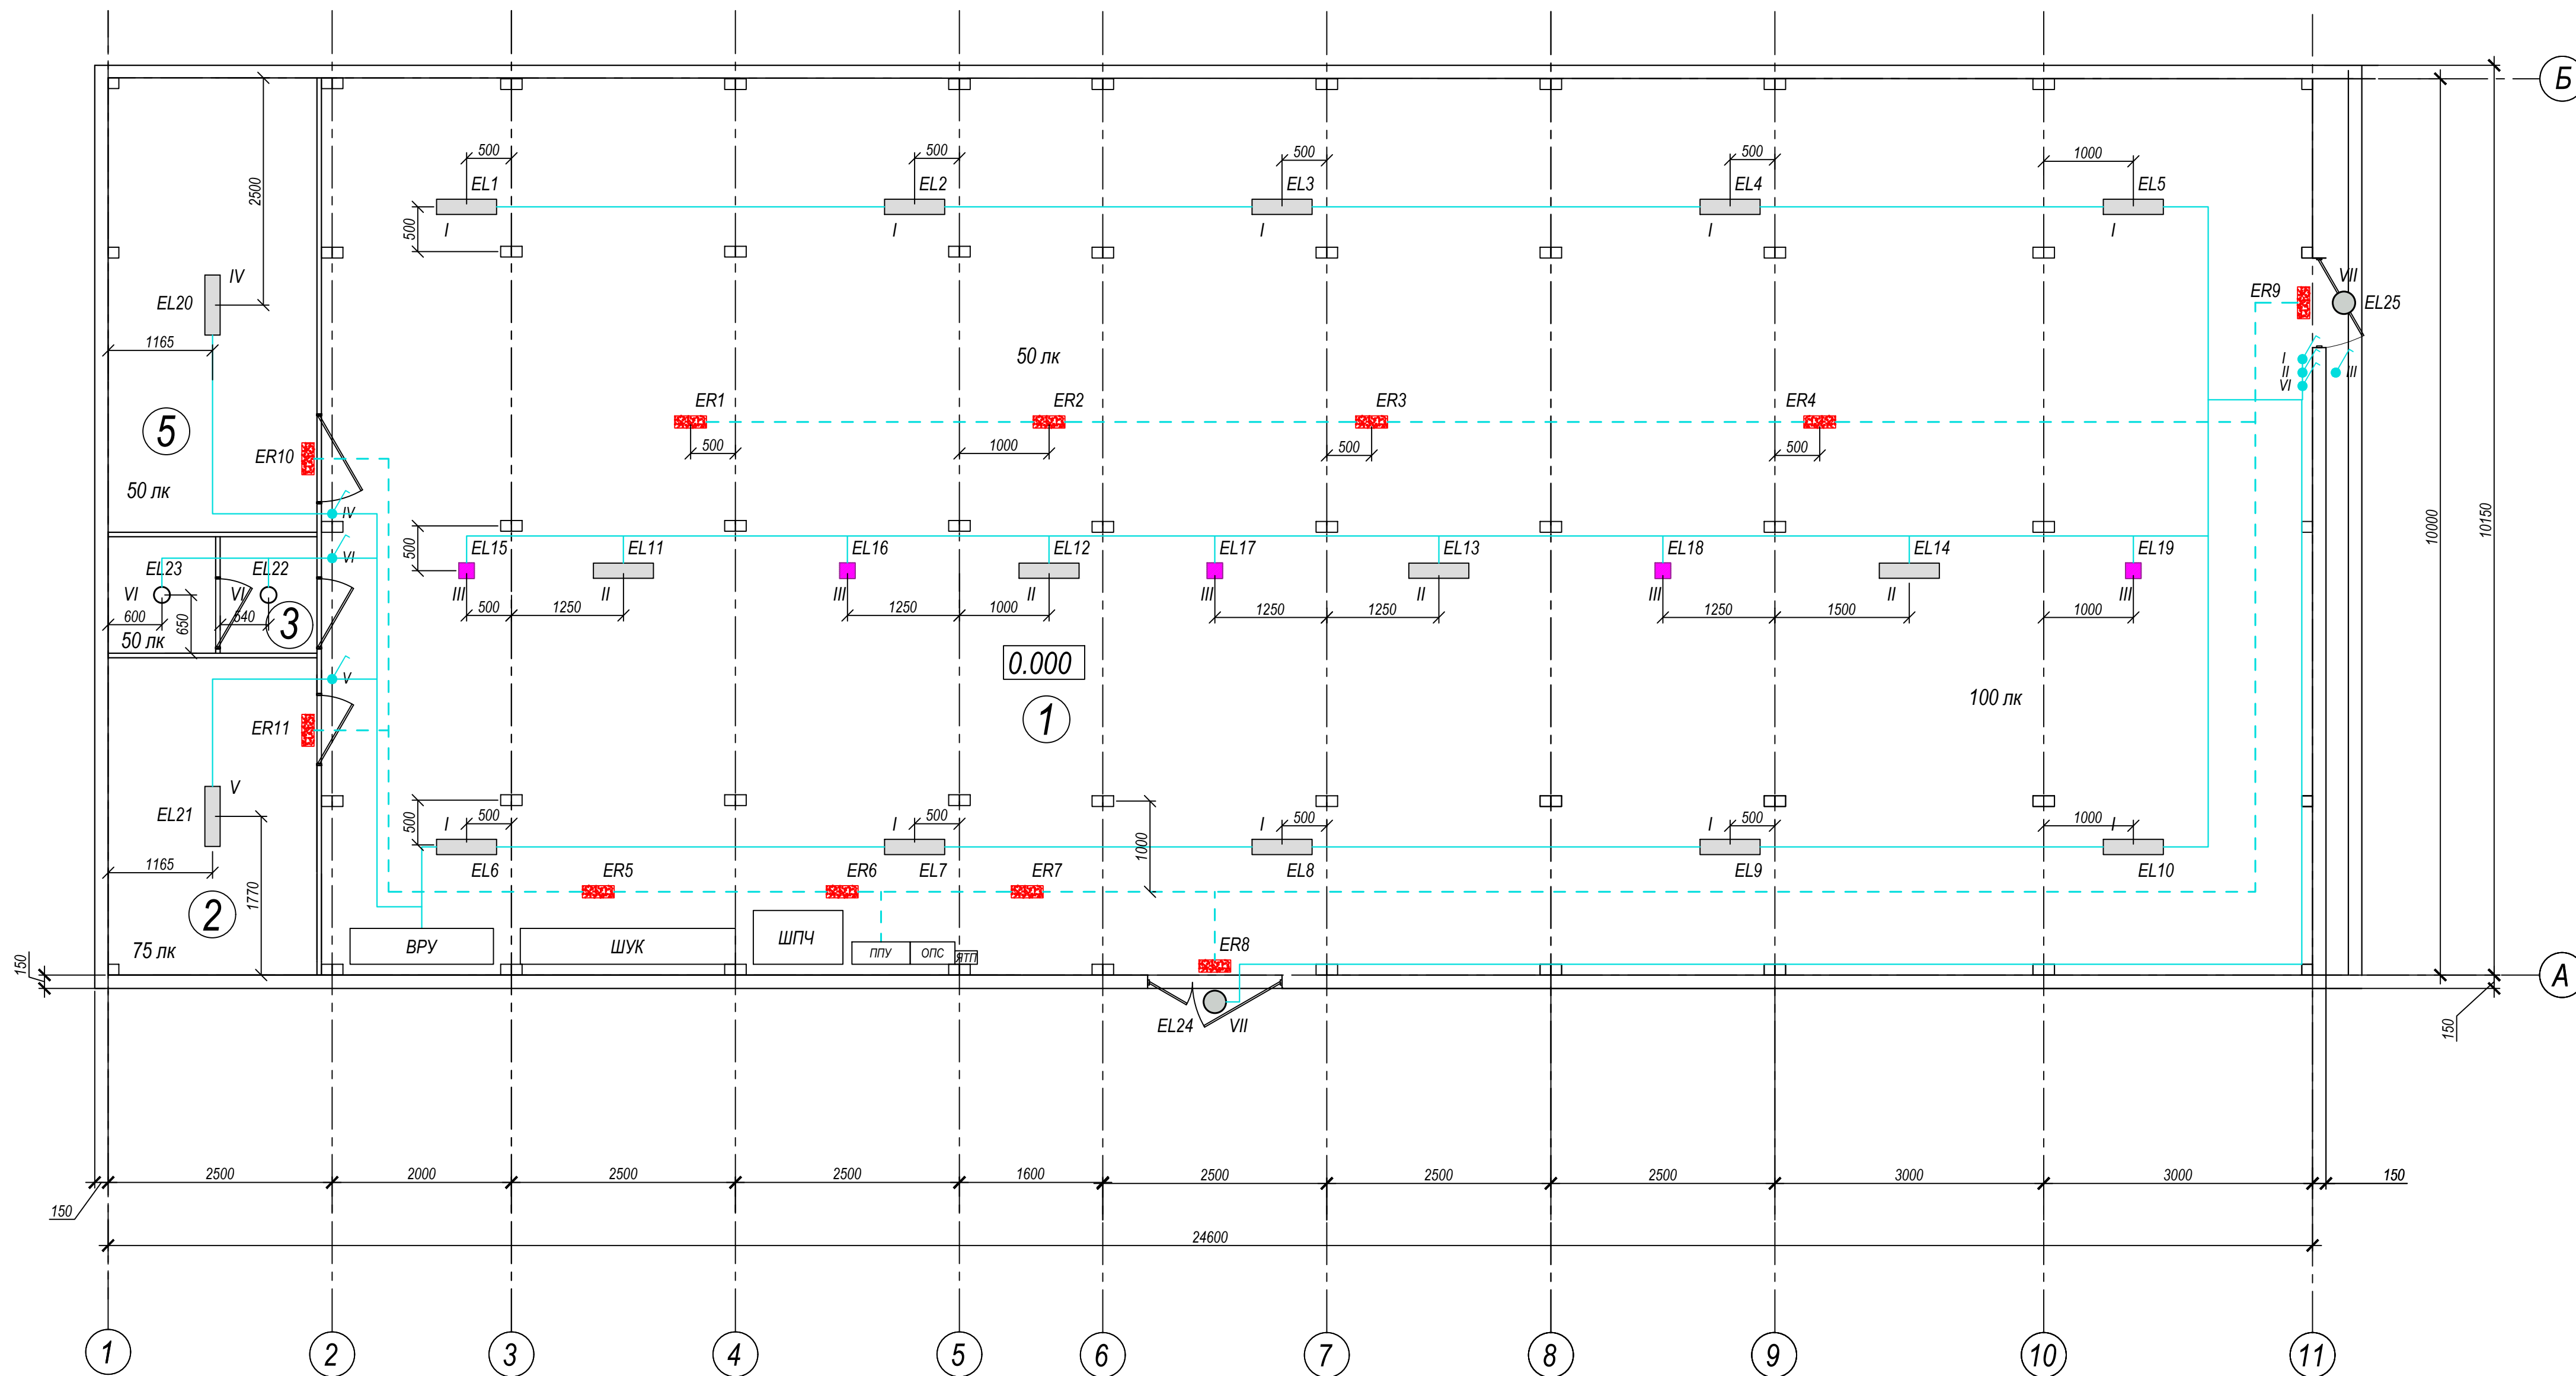 Б
500
500
500
500
1000
EL1
EL2
EL3
EL4
EL5
2500
500
I
I
I
I
I
IV
EL20
VII
ER9
EL25
1165
50 лк
I
II
III
VI
ER1
ER2
ER3
ER4
5
500
1000
500
500
ER10
50 лк
IV
10000
10150
500
EL15
EL11
EL16
EL12
EL17
EL13
EL18
EL14
EL19
VI
EL23
EL22
VI
VI
III
II
III
II
III
II
III
II
III
600
650
540
3
500
1250
1250
1000
1250
1250
1250
1500
1000
50 лк
0.000
V
1
100 лк
ER11
V
EL21
500
I
500
500
1000
I
500
I
500
1000
I
1165
1770
EL6
ER5
ER6
EL7
ER7
EL8
EL9
EL10
2
75 лк
ВРУ
ШУК
ШПЧ
ППУ
ОПС
ЯТП
ER8
150
А
EL24
VII
150
2500
2000
2500
2500
1600
2500
2500
2500
3000
3000
150
150
24600
1
2
3
4
5
6
7
8
9
10
11